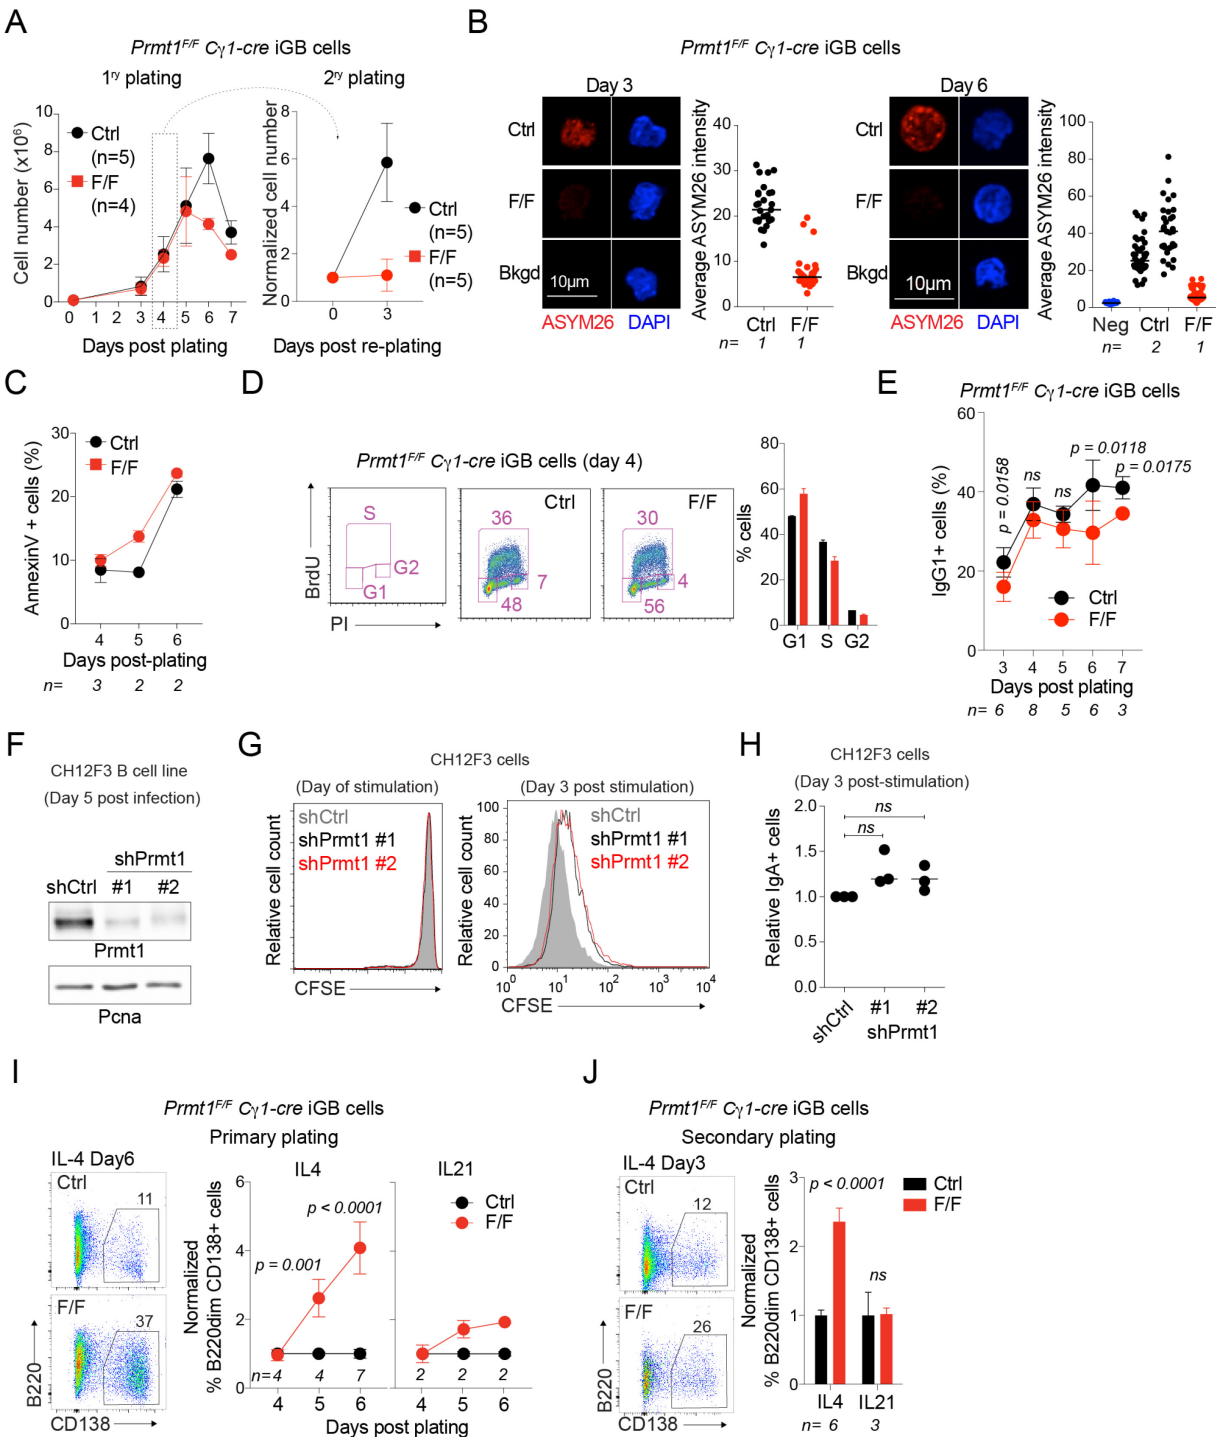 A
Prmt1F/F Cγ1-cre iGB cells
1ry plating
2ry plating
Cell number (x10⁶)
10
8
6
4
2
0
Ctrl
(n=5)
F/F
(n=4)
0 1 2 3 4 5 6 7
Days post plating
Normalized cell number
8
6
4
2
0
Ctrl
(n=5)
F/F
(n=5)
0 3
Days post re-plating
B
Prmt1F/F Cγ1-cre iGB cells
Day 3
Ctrl
F/F
Bkgd
10µm
ASYM26 DAPI
Average ASYM26 intensity
40
30
20
10
0
Ctrl F/F
n= 1 1
Day 6
Ctrl
F/F
Bkgd
10µm
ASYM26 DAPI
Average ASYM26 intensity
100
80
60
40
20
0
Neg Ctrl F/F
n= 2 1
C
AnnexinV + cells (%)
30
20
10
0
Ctrl
F/F
4 5 6
Days post-plating
n= 3 2 2
D
Prmt1F/F Cγ1-cre iGB cells (day 4)
BrdU
PI
S
G2
G1
Ctrl
36
7
48
F/F
30
4
56
% cells
80
60
40
20
0
G1 S G2
E
Prmt1F/F Cγ1-cre iGB cells
IgG1+ cells (%)
60
40
20
0
p = 0.0158
ns
ns
p = 0.0118
p = 0.0175
Ctrl
F/F
3 4 5 6 7
Days post plating
n= 6 8 5 6 3
F
CH12F3 B cell line
(Day 5 post infection)
shPrmt1
shCtrl #1 #2
Prmt1
Pcna
G
CH12F3 cells
(Day of stimulation)
Relative cell count
shCtrl
shPrmt1 #1
shPrmt1 #2
CFSE
(Day 3 post stimulation)
Relative cell count
100
80
60
40
20
0
shCtrl
shPrmt1 #1
shPrmt1 #2
10⁰ 10¹ 10² 10³ 10⁴
CFSE
H
CH12F3 cells
(Day 3 post-stimulation)
Relative IgA+ cells
2.0
1.5
1.0
0.5
0.0
ns
ns
shCtrl
#1 #2
shPrmt1
I
Prmt1F/F Cγ1-cre iGB cells
Primary plating
IL-4 Day6
Ctrl
11
F/F
37
B220
CD138
Normalized
% B220dim CD138+ cells
6
4
2
0
IL4
p = 0.001
p < 0.0001
n=4 4 7
4 5 6
IL21
Ctrl
F/F
2 2 2
4 5 6
Days post plating
J
Prmt1F/F Cγ1-cre iGB cells
Secondary plating
IL-4 Day3
Ctrl
12
F/F
26
B220
CD138
Normalized
% B220dim CD138+ cells
3
2
1
0
p < 0.0001
ns
Ctrl
F/F
IL4 IL21
n= 6 3